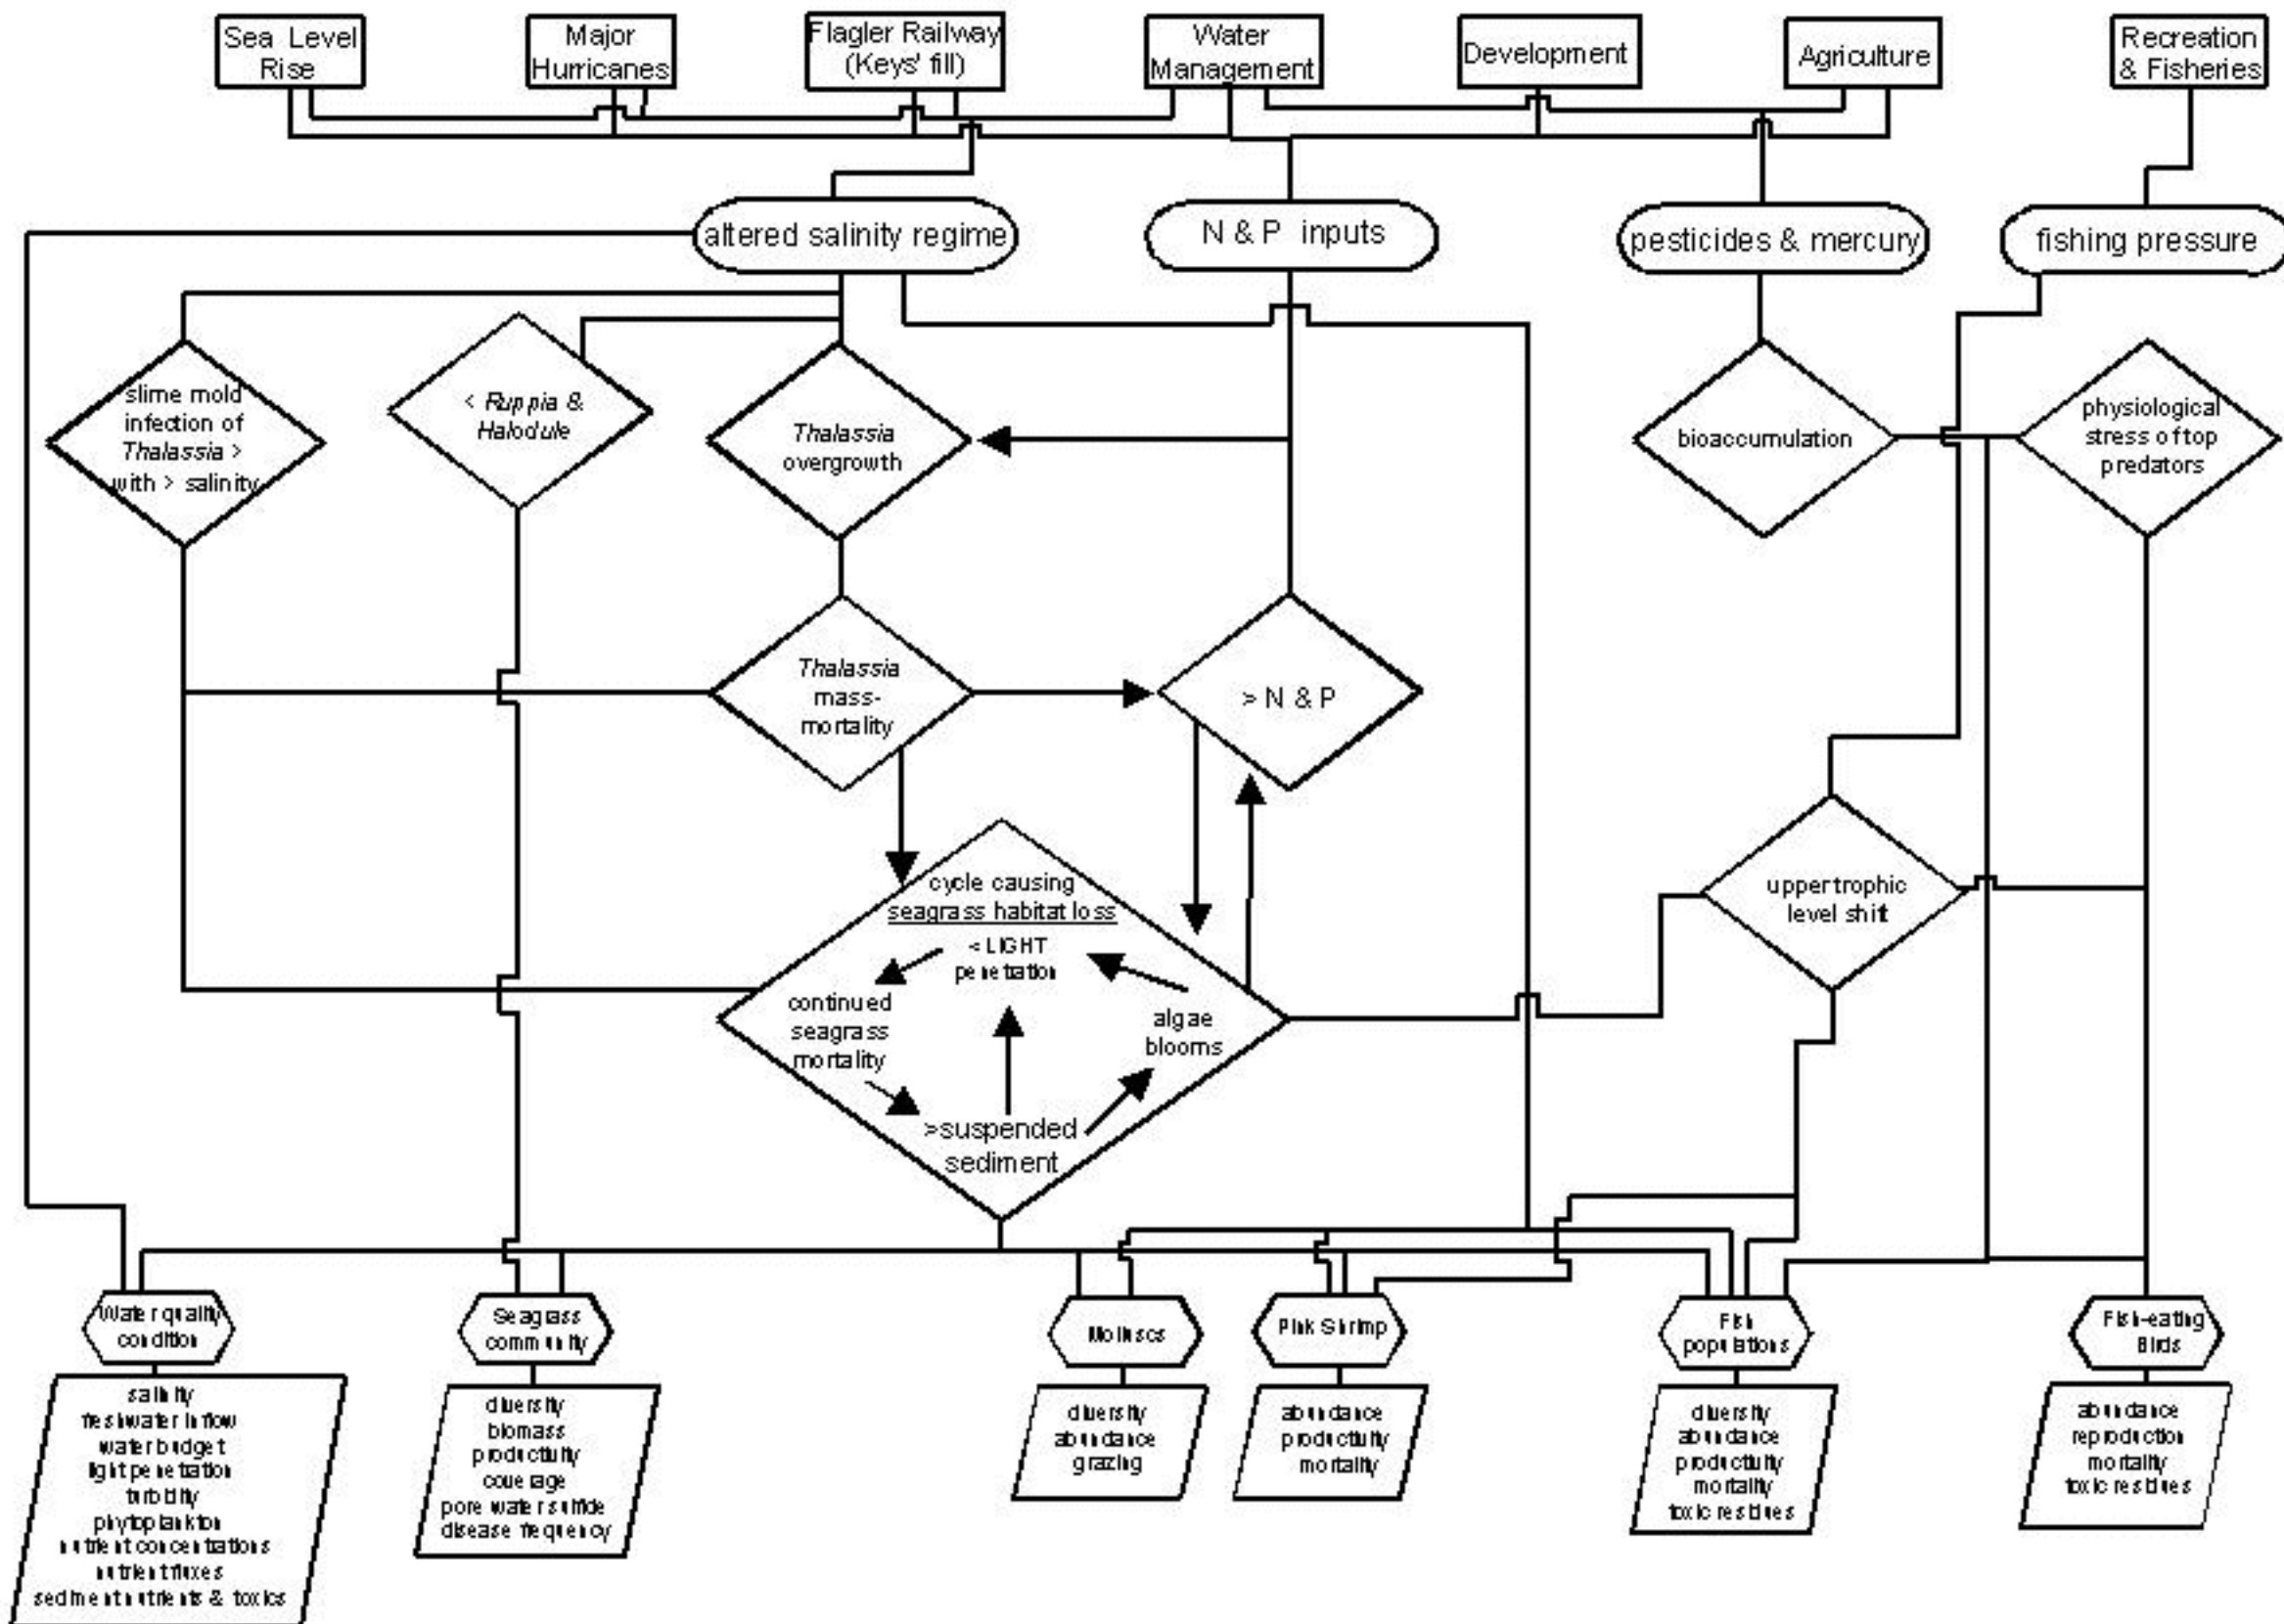 Sea Level
Rise
Major
Hurricanes
Flagler Railway
(Keys' fill)
Water
Management
Development
Agriculture
Recreation
& Fisheries
altered salinity regime
N & P inputs
pesticides & mercury
fishing pressure
slime mold
infection of
Thalassia >
with > salinity
< Ruppia &
Halodule
Thalassia
overgrowth
bioaccumulation
physiological
stress of top
predators
Thalassia
mass-
mortality
> N & P
cycle causing
seagrass habitat loss
< LIGHT
penetration
continued
seagrass
mortality
algae
blooms
>suspended
sediment
upper trophic
level shift
Water quality
condition
Seagrass
community
Molluscs
Pink Shrimp
Fish
populations
Fish-eating
Birds
salinity
freshwater inflow
water budget
light penetration
turbidity
phytoplankton
nutrient concentrations
nutrient fluxes
sediment nutrients & toxics
diversity
biomass
productivity
coverage
pore water sulfide
disease frequency
diversity
abundance
grazing
abundance
productivity
mortality
diversity
abundance
productivity
mortality
toxic residues
abundance
reproduction
mortality
toxic residues